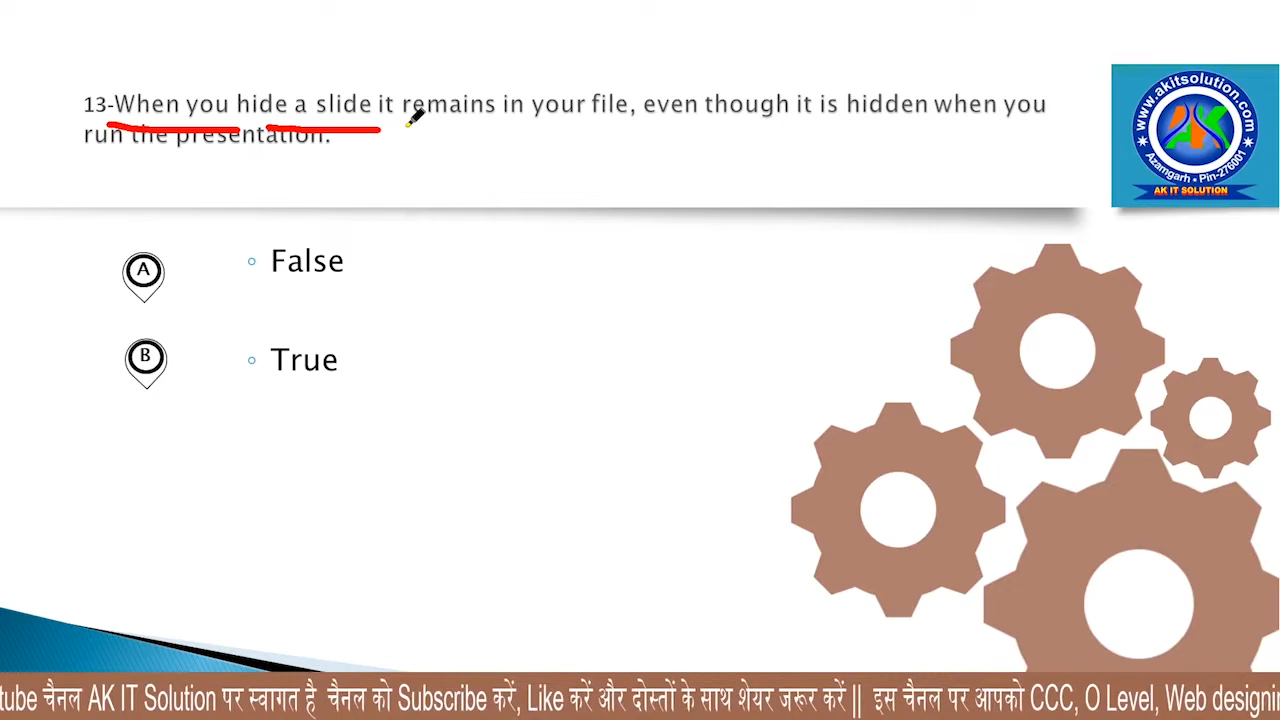 13-When you hide a slide it remains in your file, even though it is hidden when you
run the presentation.
www.akitsolution.com
Azamgarh • Pin-276001
AK IT SOLUTION
A
False
B
True
tube चैनल AK IT Solution पर स्वागत है चैनल को Subscribe करें, Like करें और दोस्तों के साथ शेयर जरूर करें || इस चैनल पर आपको CCC, O Level, Web designin